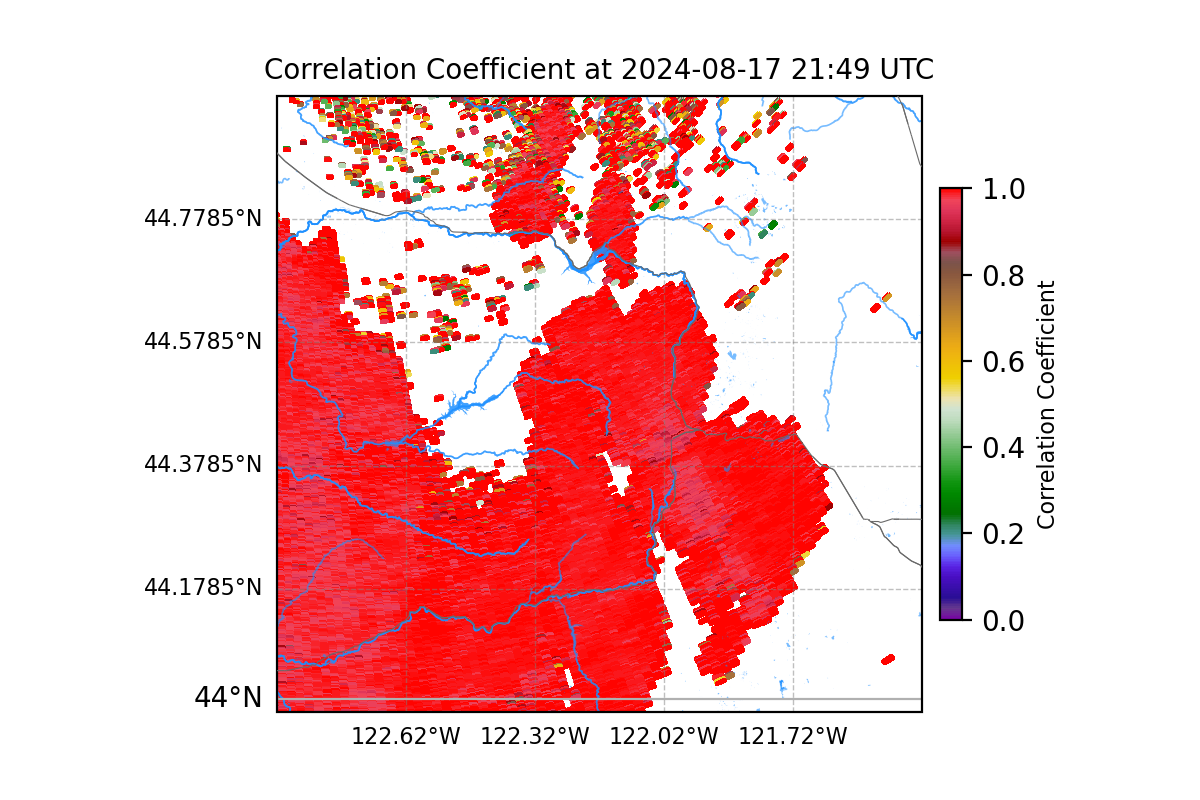 Correlation Coefficient at 2024-08-17 21:49 UTC
44.7785°N
44.5785°N
44.3785°N
44.1785°N
44°N
122.62°W 122.32°W 122.02°W 121.72°W
1.0
0.8
0.6
0.4
0.2
0.0
Correlation Coefficient